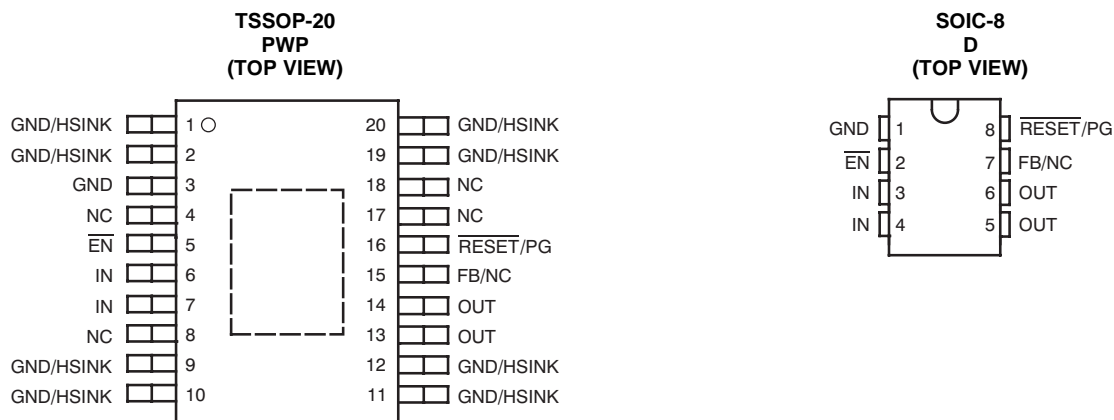 TSSOP-20
PWP
(TOP VIEW)
GND/HSINK 1 20 GND/HSINK
GND/HSINK 2 19 GND/HSINK
GND 3 18 NC
NC 4 17 NC
EN 5 16 RESET/PG
IN 6 15 FB/NC
IN 7 14 OUT
NC 8 13 OUT
GND/HSINK 9 12 GND/HSINK
GND/HSINK 10 11 GND/HSINK
SOIC-8
D
(TOP VIEW)
GND 1 8 RESET/PG
EN 2 7 FB/NC
IN 3 6 OUT
IN 4 5 OUT